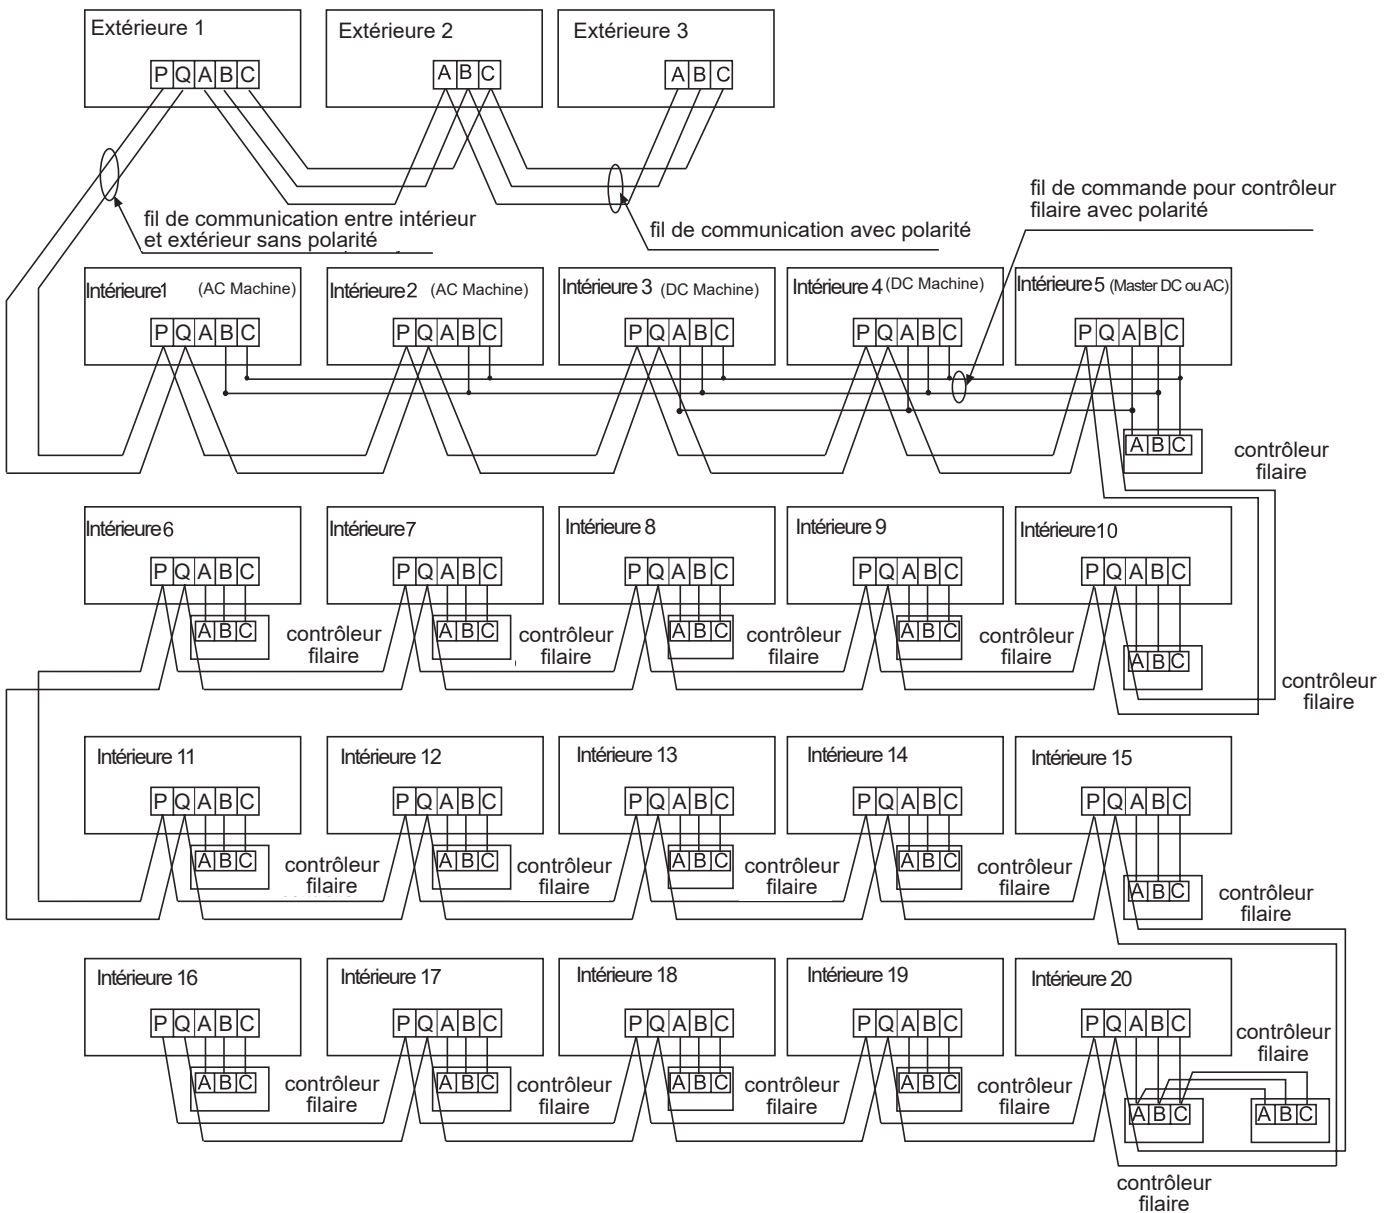 Extérieure 1
Extérieure 2
Extérieure 3
P Q A B C
A B C
A B C
fil de communication entre intérieur
et extérieur sans polarité
fil de communication avec polarité
fil de commande pour contrôleur
filaire avec polarité
Intérieure1 (AC Machine)
Intérieure2 (AC Machine)
Intérieure 3 (DC Machine)
Intérieure 4 (DC Machine)
Intérieure 5 (Master DC ou AC)
P Q A B C
P Q A B C
P Q A B C
P Q A B C
P Q A B C
A B C
contrôleur
filaire
Intérieure6
Intérieure7
Intérieure 8
Intérieure 9
Intérieure10
P Q A B C
P Q A B C
P Q A B C
P Q A B C
P Q A B C
A B C
contrôleur
filaire
A B C
contrôleur
filaire
A B C
contrôleur
filaire
A B C
contrôleur
filaire
A B C
contrôleur
filaire
Intérieure 11
Intérieure 12
Intérieure 13
Intérieure 14
Intérieure 15
P Q A B C
P Q A B C
P Q A B C
P Q A B C
P Q A B C
A B C
contrôleur
filaire
A B C
contrôleur
filaire
A B C
contrôleur
filaire
A B C
contrôleur
filaire
A B C
contrôleur
filaire
Intérieure 16
Intérieure 17
Intérieure 18
Intérieure 19
Intérieure 20
P Q A B C
P Q A B C
P Q A B C
P Q A B C
P Q A B C
contrôleur
filaire
A B C
contrôleur
filaire
A B C
contrôleur
filaire
A B C
contrôleur
filaire
A B C
contrôleur
filaire
A B C
A B C
contrôleur
filaire